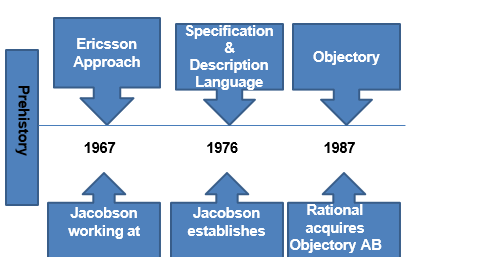 Prehistory
Ericsson
Approach
Specification
&
Description
Language
Objectory
1967
1976
1987
Jacobson
working at
Jacobson
establishes
Rational
acquires
Objectory AB